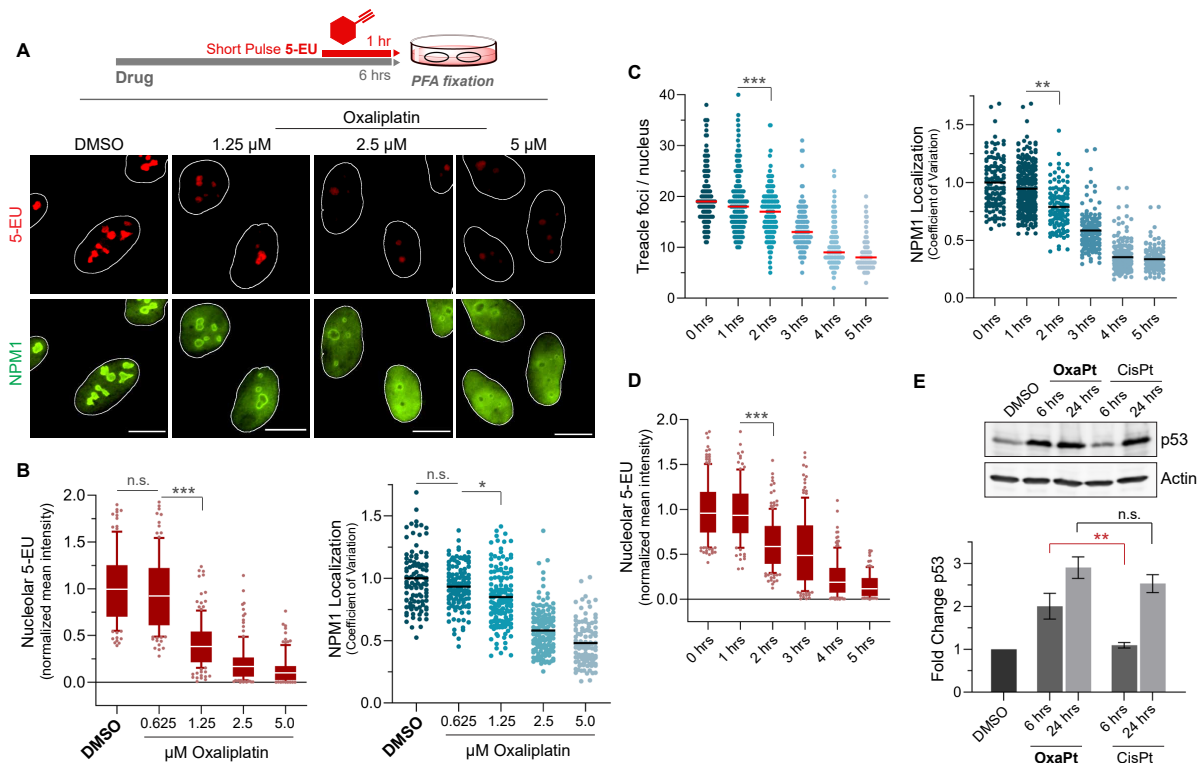 A
Short Pulse 5-EU
1 hr
Drug
6 hrs
PFA fixation
Oxaliplatin
DMSO
1.25 µM
2.5 µM
5 µM
5-EU
NPM1
B
Nucleolar 5-EU
(normalized mean intensity)
2.0
1.5
1.0
0.5
0.0
n.s.
***
DMSO
0.625
1.25
2.5
5.0
µM Oxaliplatin
NPM1 Localization
(Coefficient of Variation)
1.5
1.0
0.5
0.0
n.s.
*
DMSO
0.625
1.25
2.5
5.0
µM Oxaliplatin
C
Treacle foci / nucleus
40
30
20
10
0
***
0 hrs
1 hrs
2 hrs
3 hrs
4 hrs
5 hrs
NPM1 Localization
(Coefficient of Variation)
1.5
1.0
0.5
0.0
**
0 hrs
1 hrs
2 hrs
3 hrs
4 hrs
5 hrs
D
Nucleolar 5-EU
(normalized mean intensity)
2.0
1.5
1.0
0.5
0.0
***
0 hrs
1 hrs
2 hrs
3 hrs
4 hrs
5 hrs
E
OxaPt
CisPt
DMSO
6 hrs
24 hrs
6 hrs
24 hrs
p53
Actin
Fold Change p53
3
2
1
0
n.s.
**
DMSO
6 hrs
24 hrs
6 hrs
24 hrs
OxaPt
CisPt